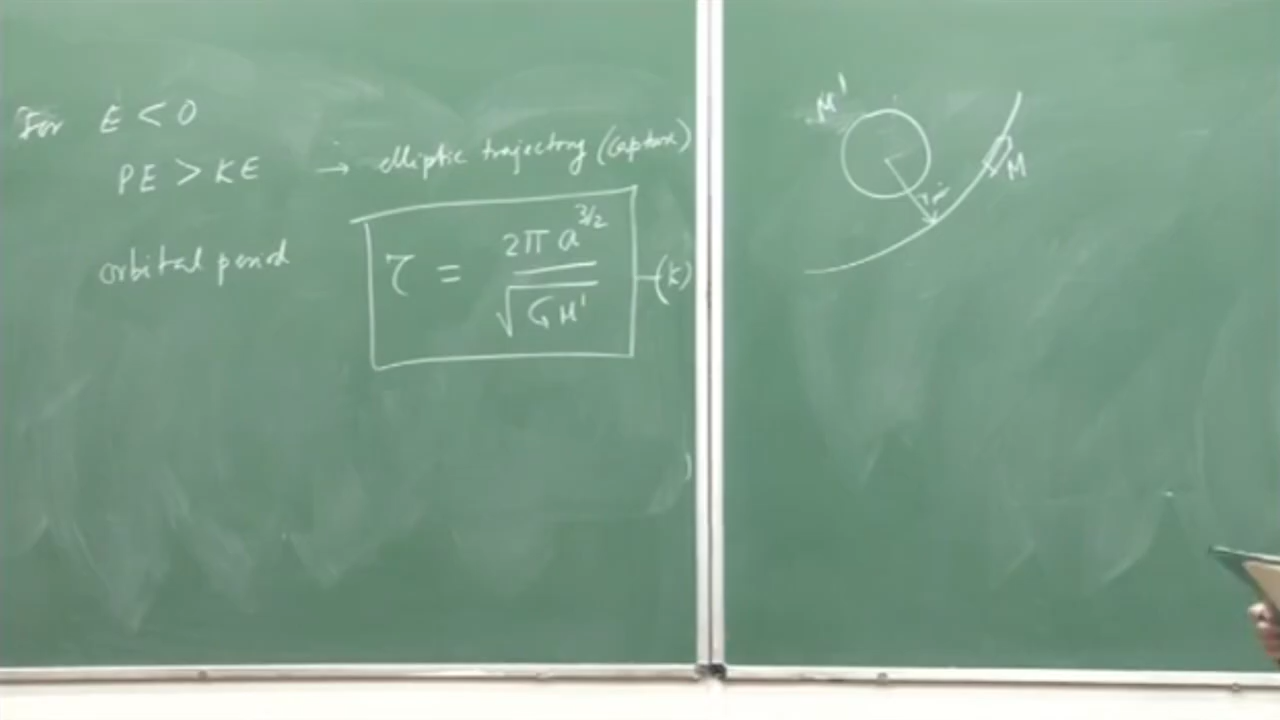 For E < 0
PE > KE → elliptic trajectory (capture)
orbital period τ = 2π a^3/2 / √GM' —(k)
M'
r
M